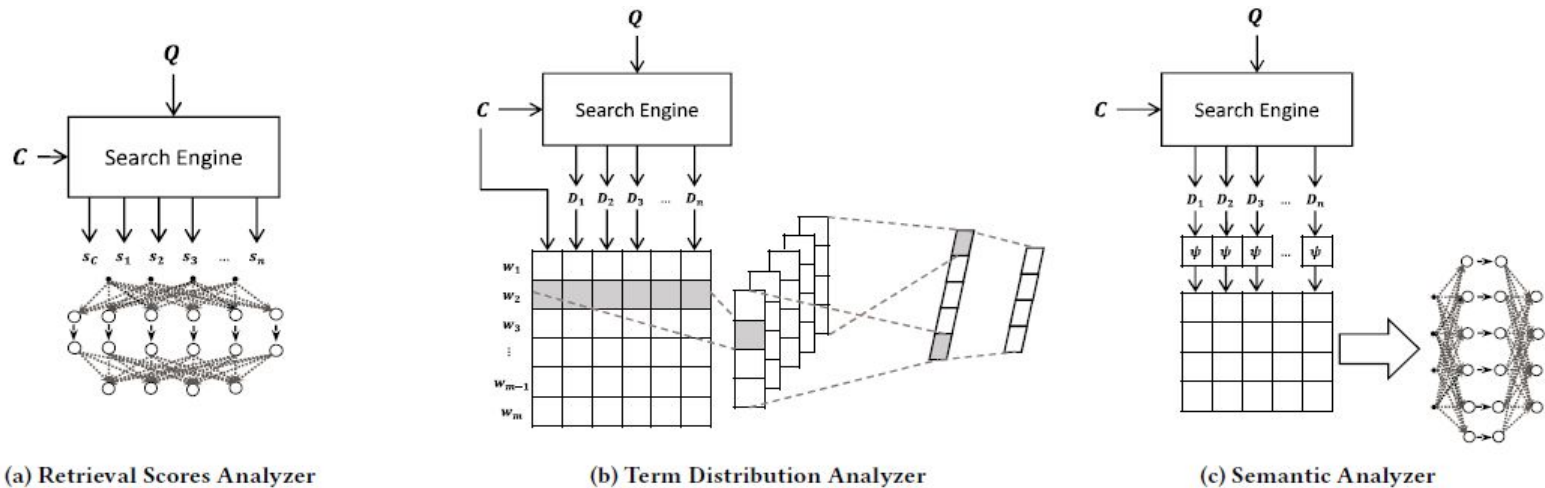 Q
C
Search Engine
s_C s_1 s_2 s_3 ... s_n
(a) Retrieval Scores Analyzer
Q
C
Search Engine
D_1 D_2 D_3 ... D_n
w_1
w_2
w_3
⋮
w_{m-1}
w_m
(b) Term Distribution Analyzer
Q
C
Search Engine
D_1 D_2 D_3 ... D_n
ψ ψ ψ ... ψ
(c) Semantic Analyzer